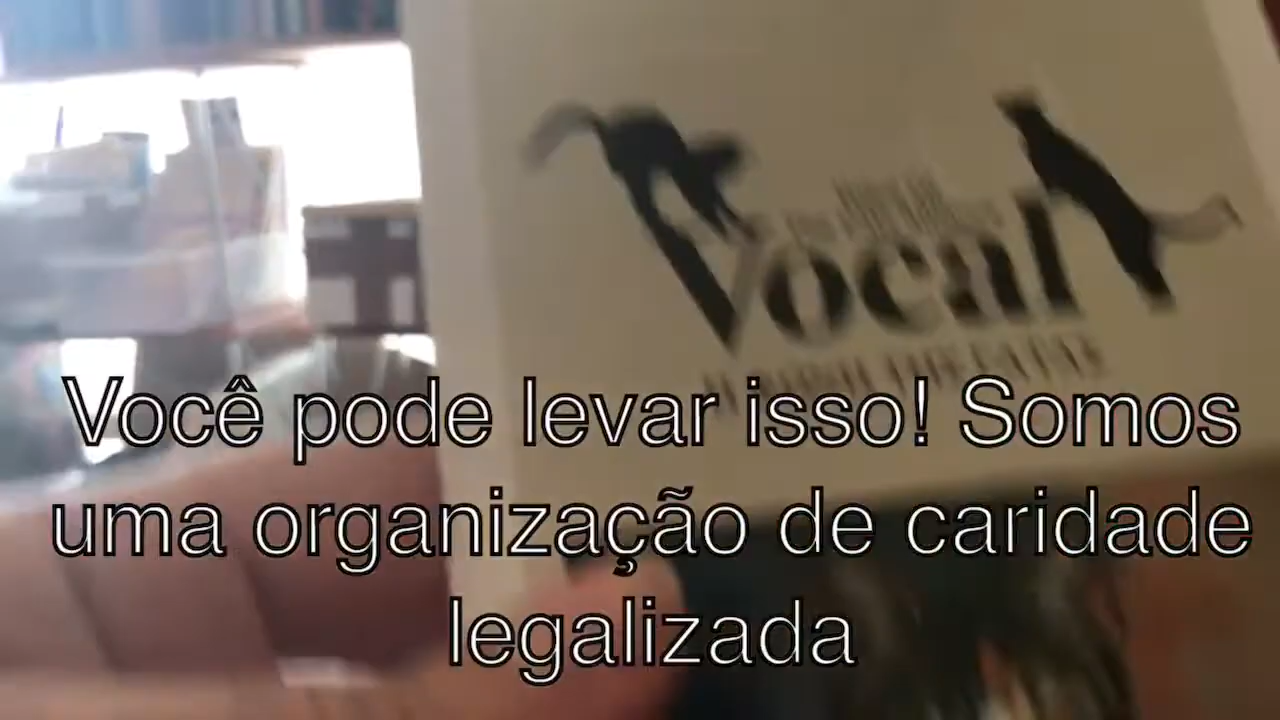 Vocal
Você pode levar isso! Somos
uma organização de caridade
legalizada